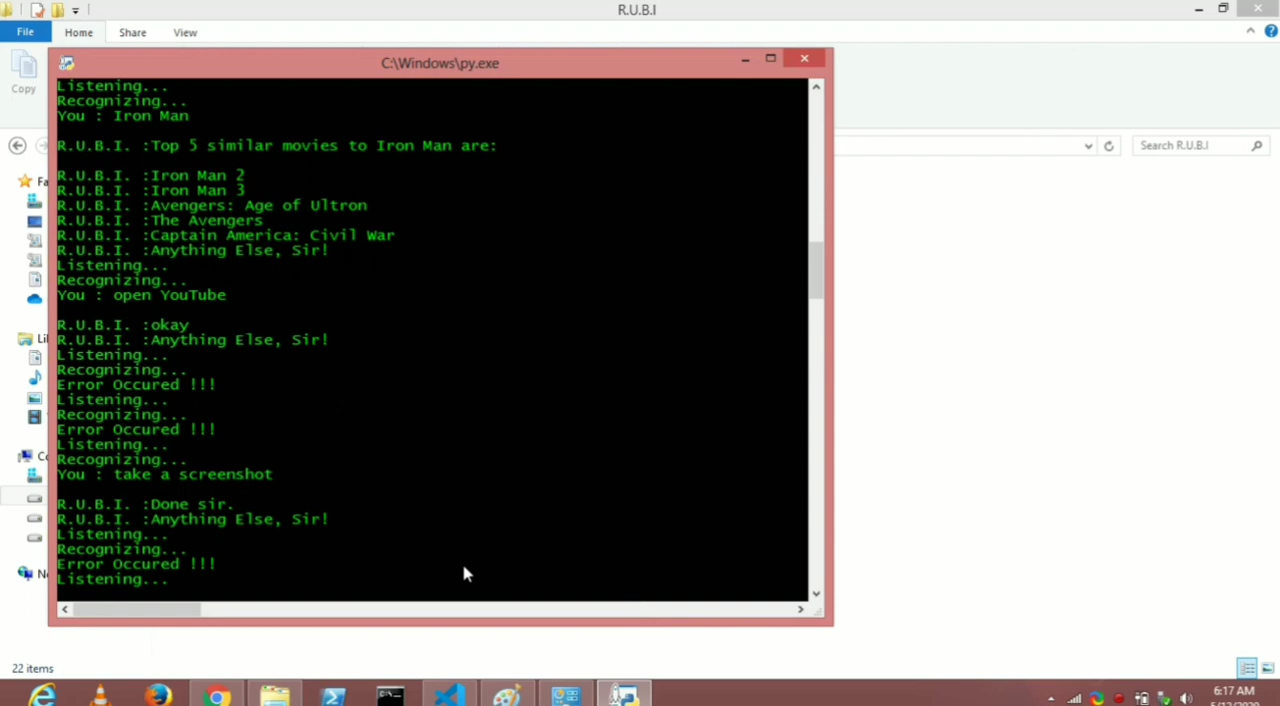 R.U.B.I
File Home Share View
C:\Windows\py.exe
Copy
Listening...
Recognizing...
You : Iron Man
R.U.B.I. :Top 5 similar movies to Iron Man are:
Search R.U.B.I
R.U.B.I. :Iron Man 2
Fa
R.U.B.I. :Iron Man 3
R.U.B.I. :Avengers: Age of Ultron
R.U.B.I. :The Avengers
R.U.B.I. :Captain America: Civil War
R.U.B.I. :Anything Else, Sir!
Listening...
Recognizing...
You : open YouTube
R.U.B.I. :okay
Li
R.U.B.I. :Anything Else, Sir!
Listening...
Recognizing...
Error Occured !!!
Listening...
Recognizing...
Error Occured !!!
Listening...
Co
Recognizing...
You : take a screenshot
R.U.B.I. :Done sir.
R.U.B.I. :Anything Else, Sir!
Listening...
Recognizing...
Error Occured !!!
Listening...
22 items
6:17 AM